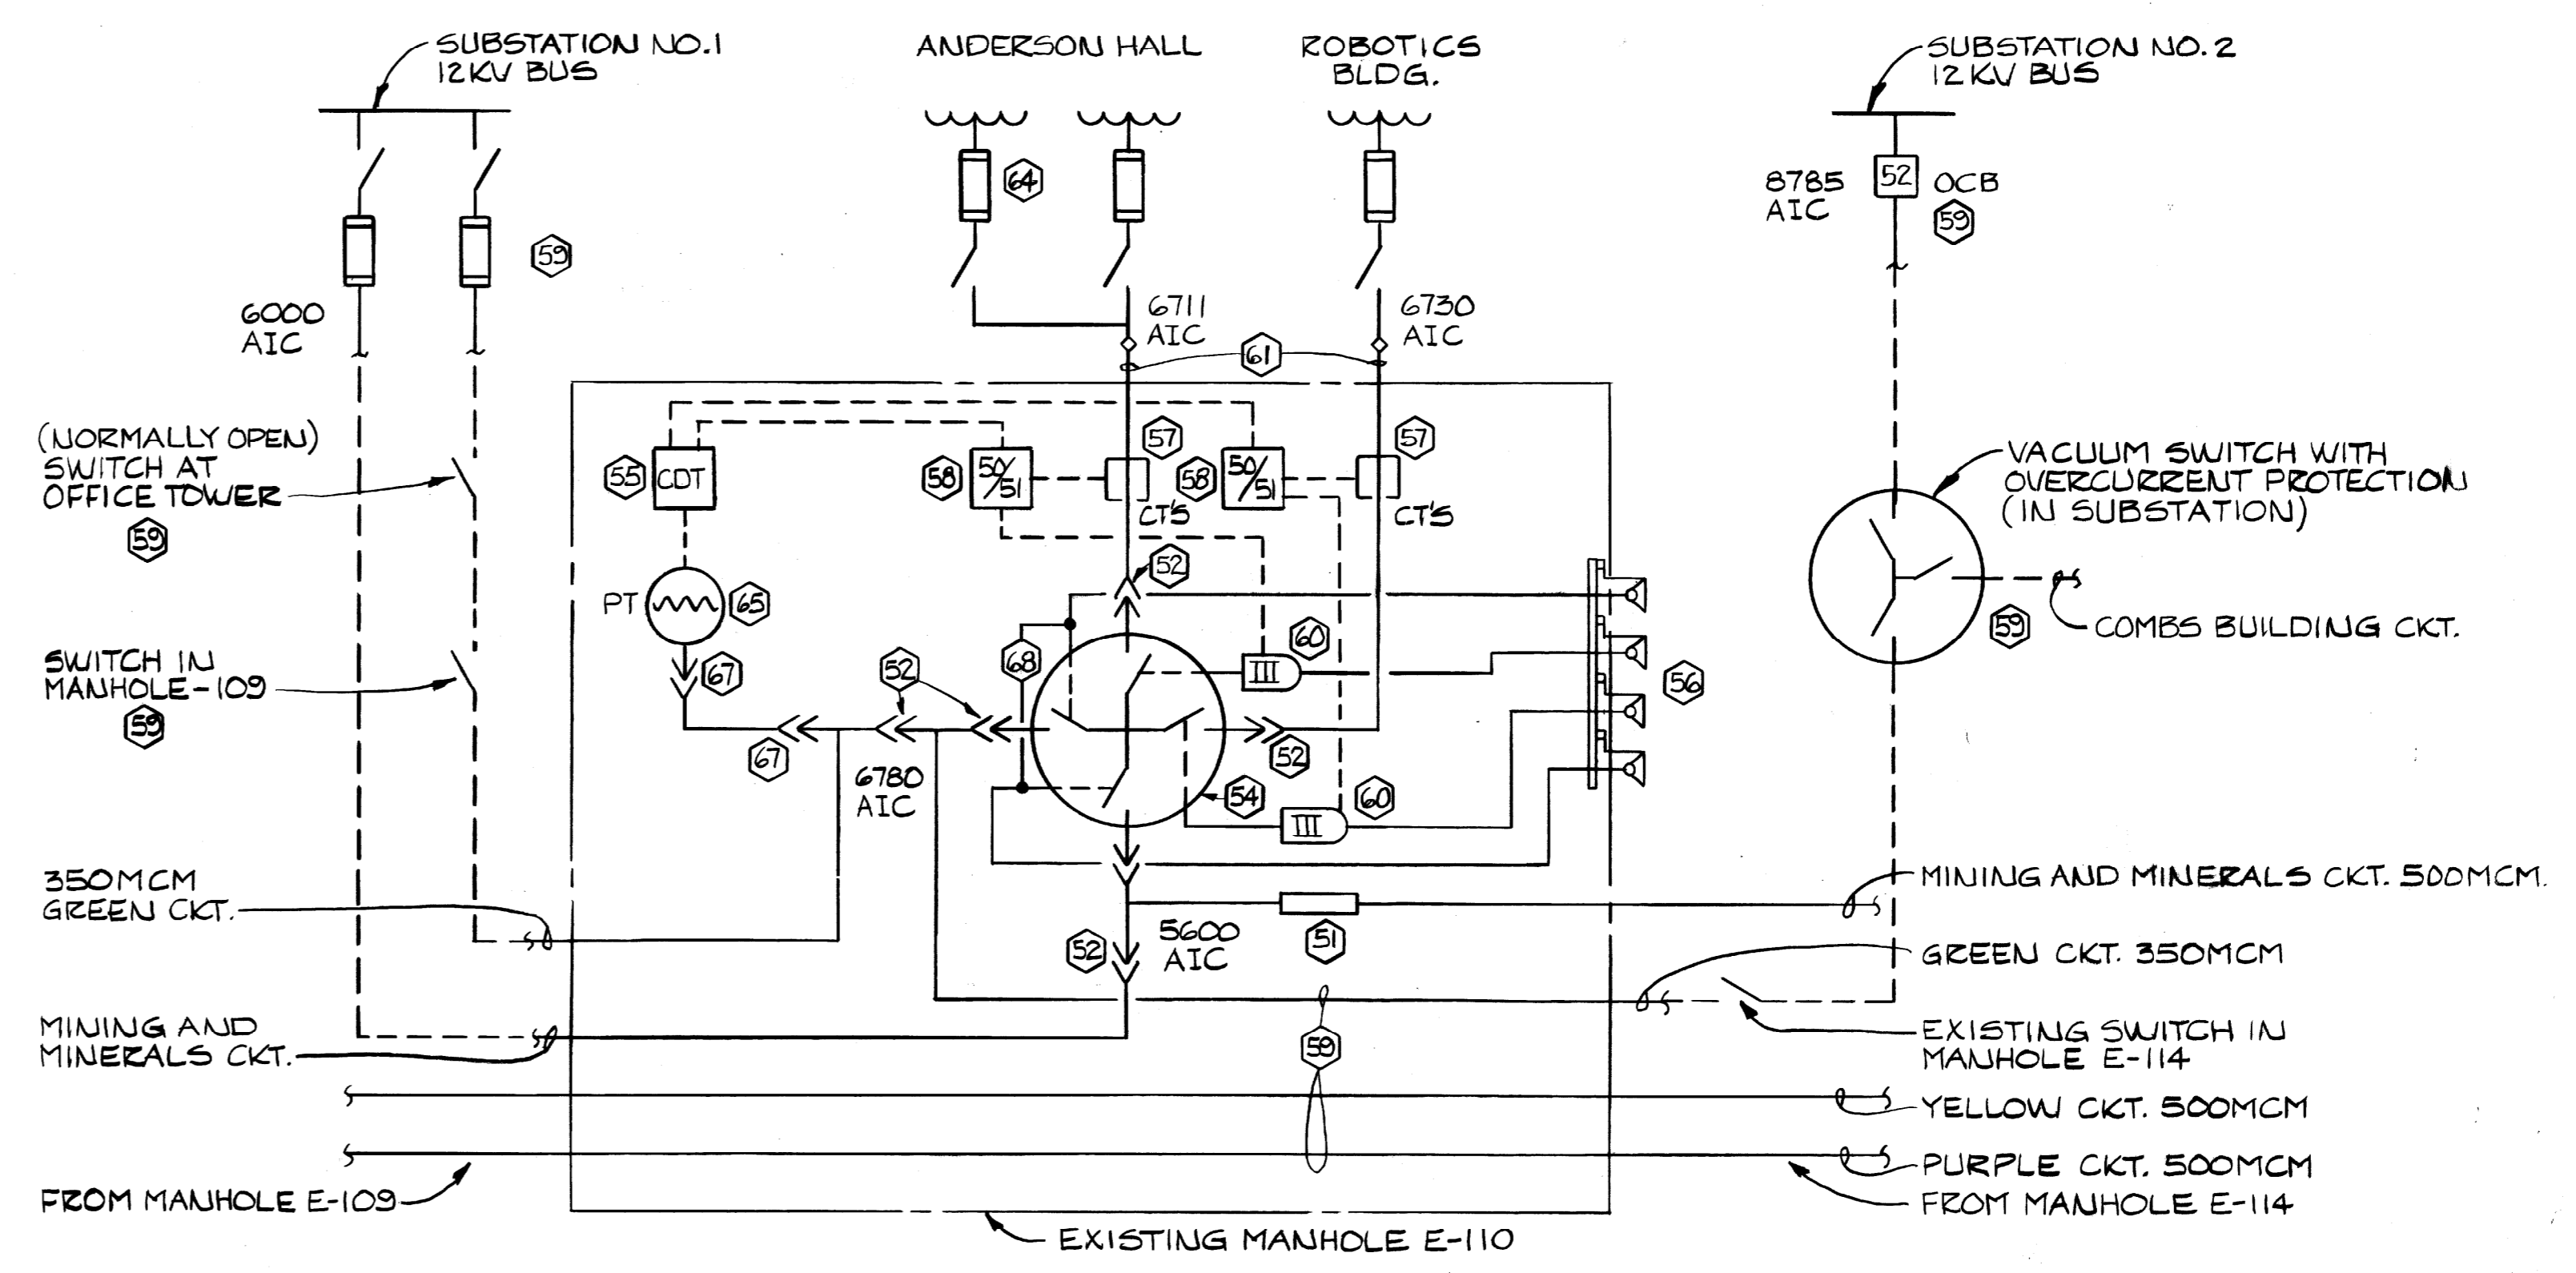 SUBSTATION NO.1
12KV BUS
ANDERSON HALL
ROBOTICS
BLDG.
SUBSTATION NO. 2
12KV BUS
64
8785
AIC
52
OCB
59
59
6000
AIC
6711
AIC
6730
AIC
61
(NORMALLY OPEN)
SWITCH AT
OFFICE TOWER
59
55
CDT
58
50/51
57
CT'S
58
50/51
57
CT'S
VACUUM SWITCH WITH
OVERCURRENT PROTECTION
(IN SUBSTATION)
52
PT
65
59
COMBS BUILDING CKT.
SWITCH IN
MANHOLE-109
59
67
52
68
60
III
56
67
6780
AIC
52
54
60
III
350MCM
GREEN CKT.
MINING AND MINERALS CKT. 500MCM.
52
5600
AIC
51
GREEN CKT. 350MCM
MINING AND
MINERALS CKT.
59
EXISTING SWITCH IN
MANHOLE E-114
YELLOW CKT. 500MCM
PURPLE CKT. 500MCM
FROM MANHOLE E-109
FROM MANHOLE E-114
EXISTING MANHOLE E-110